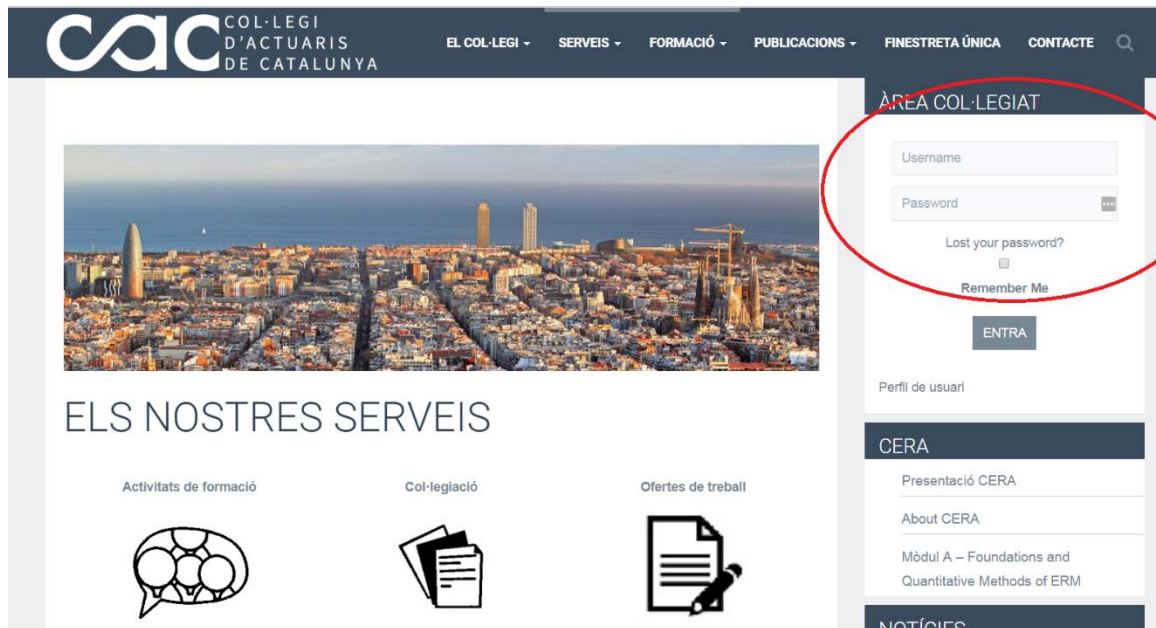 cac
COL·LEGI
D'ACTUARIS
DE CATALUNYA
EL COL·LEGI
SERVEIS
FORMACIÓ
PUBLICACIONS
FINESTRETA ÚNICA
CONTACTE
ÀREA COL·LEGIAT
Username
Password
Lost your password?
Remember Me
ENTRA
Perfil de usuari
ELS NOSTRES SERVEIS
Activitats de formació
Col·legiació
Ofertes de treball
CERA
Presentació CERA
About CERA
Mòdul A – Foundations and
Quantitative Methods of ERM
NOTÍCIES